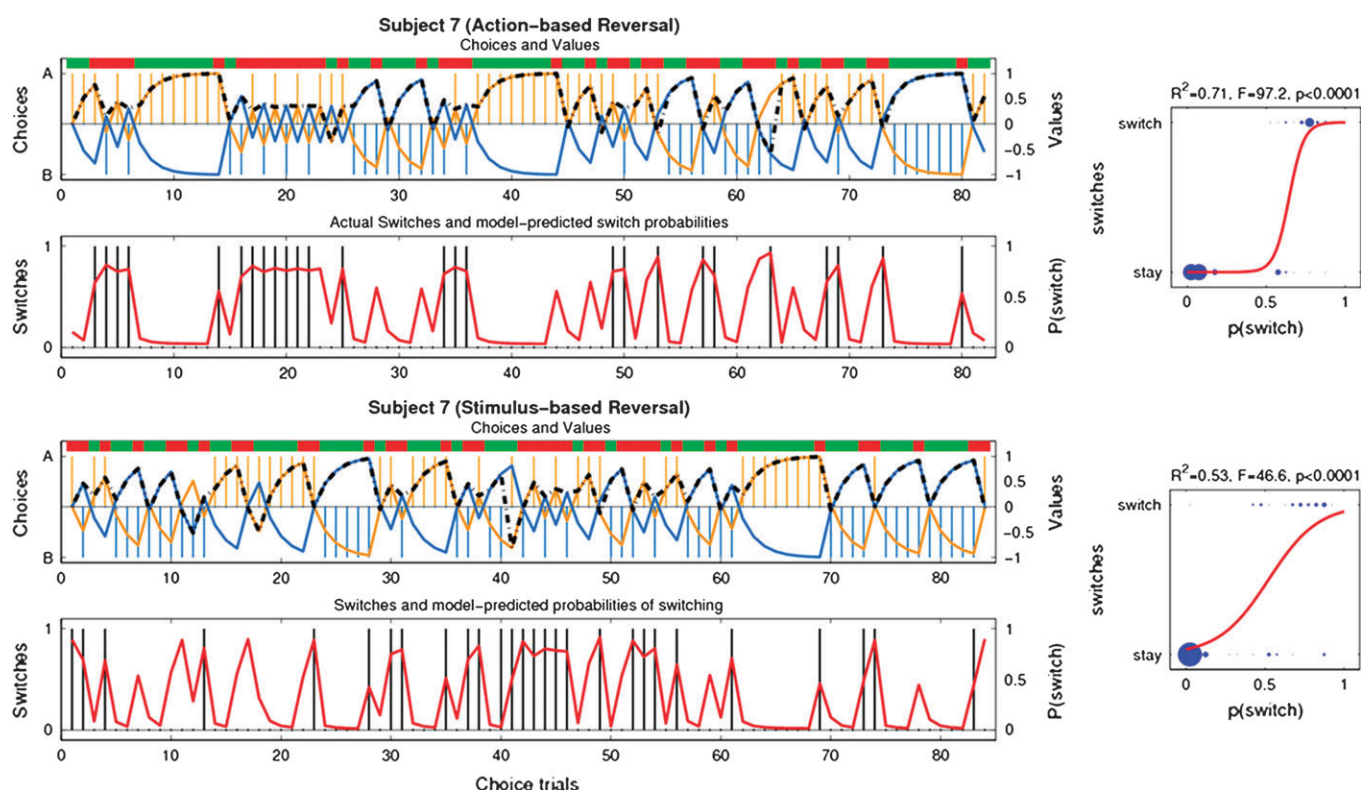 Subject 7 (Action-based Reversal)
Choices and Values
A
B
Choices
1
0.5
0
-0.5
-1
Values
0 10 20 30 40 50 60 70 80
Actual Switches and model-predicted switch probabilities
1
0
Switches
1
0.5
0
P(switch)
0 10 20 30 40 50 60 70 80
R²=0.71, F=97.2, p<0.0001
switch
stay
switches
0 0.5 1
p(switch)
Subject 7 (Stimulus-based Reversal)
Choices and Values
A
B
Choices
1
0.5
0
-0.5
-1
Values
0 10 20 30 40 50 60 70 80
Switches and model-predicted probabilities of switching
1
0
Switches
1
0.5
0
P(switch)
0 10 20 30 40 50 60 70 80
Choice trials
R²=0.53, F=46.6, p<0.0001
switch
stay
switches
0 0.5 1
p(switch)